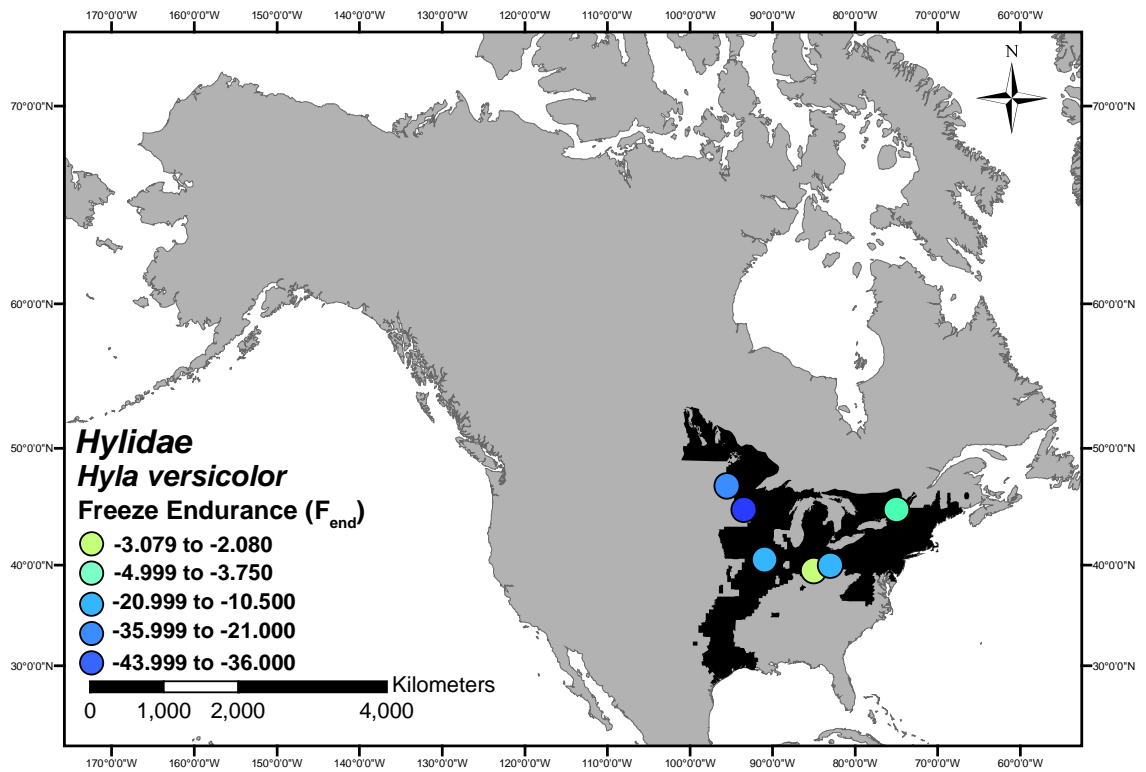 170°0'0"W 160°0'0"W 150°0'0"W 140°0'0"W 130°0'0"W 120°0'0"W 110°0'0"W 100°0'0"W 90°0'0"W 80°0'0"W 70°0'0"W 60°0'0"W
N
70°0'0"N 70°0'0"N
60°0'0"N 60°0'0"N
50°0'0"N 50°0'0"N
Hylidae
Hyla versicolor
Freeze Endurance (Fend)
-3.079 to -2.080
-4.999 to -3.750
40°0'0"N 40°0'0"N
-20.999 to -10.500
-35.999 to -21.000
-43.999 to -36.000
30°0'0"N 30°0'0"N
Kilometers
0 1,000 2,000 4,000
170°0'0"W 160°0'0"W 150°0'0"W 140°0'0"W 130°0'0"W 120°0'0"W 110°0'0"W 100°0'0"W 90°0'0"W 80°0'0"W 70°0'0"W 60°0'0"W